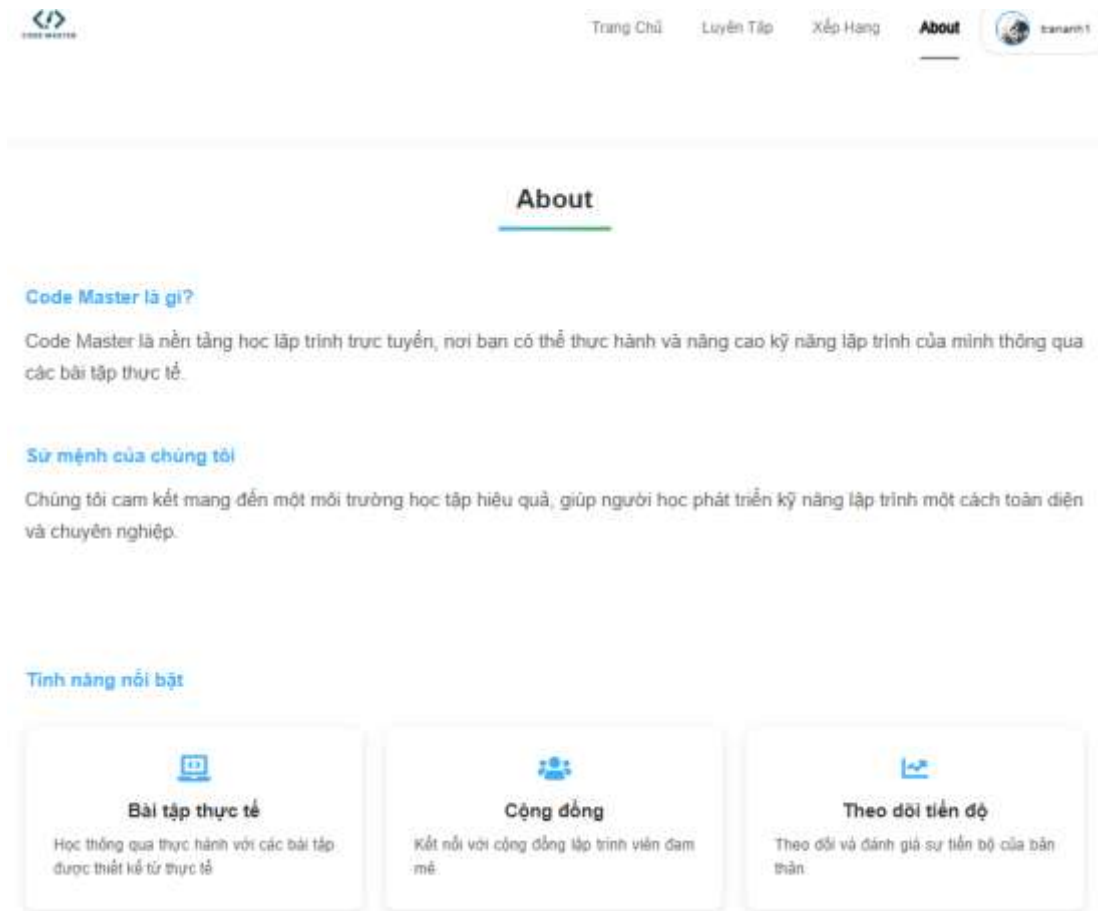 CODE MASTER
Trang Chủ Luyện Tập Xếp Hạng About trananh1
About
Code Master là gì?
Code Master là nền tảng học lập trình trực tuyến, nơi bạn có thể thực hành và nâng cao kỹ năng lập trình của mình thông qua
các bài tập thực tế.
Sứ mệnh của chúng tôi
Chúng tôi cam kết mang đến một môi trường học tập hiệu quả, giúp người học phát triển kỹ năng lập trình một cách toàn diện
và chuyên nghiệp.
Tính năng nổi bật
Bài tập thực tế
Học thông qua thực hành với các bài tập
được thiết kế từ thực tế
Cộng đồng
Kết nối với cộng đồng lập trình viên đam
mê
Theo dõi tiến độ
Theo dõi và đánh giá sự tiến bộ của bản
thân